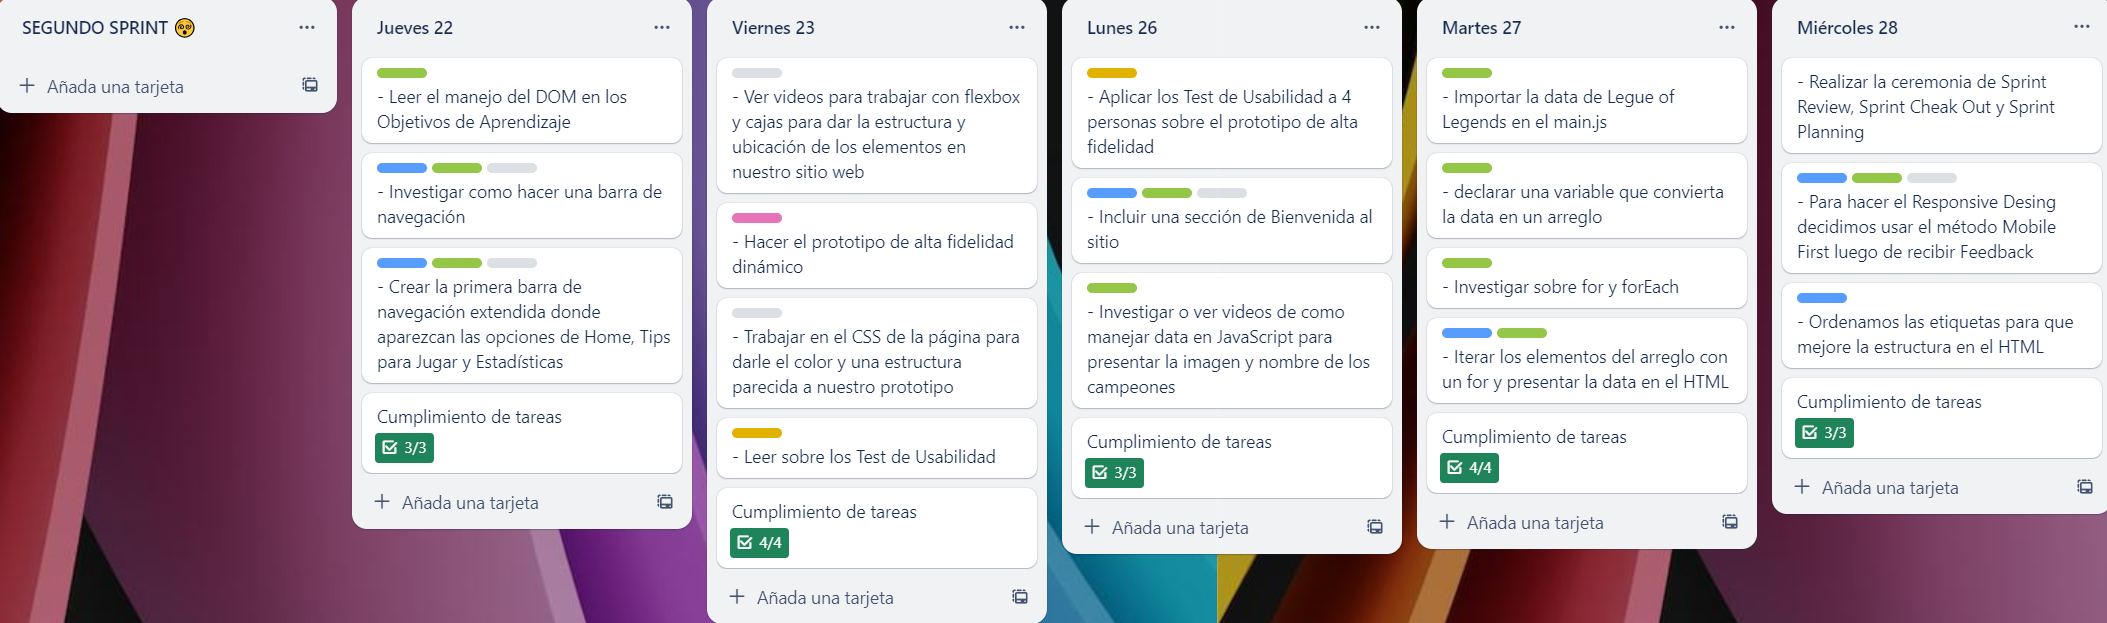 SEGUNDO SPRINT 😵
Añada una tarjeta
Jueves 22
- Leer el manejo del DOM en los
Objetivos de Aprendizaje
- Investigar como hacer una barra de
navegación
- Crear la primera barra de
navegación extendida donde
aparezcan las opciones de Home, Tips
para Jugar y Estadísticas
Cumplimiento de tareas
3/3
Añada una tarjeta
Viernes 23
- Ver videos para trabajar con flexbox
y cajas para dar la estructura y
ubicación de los elementos en
nuestro sitio web
- Hacer el prototipo de alta fidelidad
dinámico
- Trabajar en el CSS de la página para
darle el color y una estructura
parecida a nuestro prototipo
- Leer sobre los Test de Usabilidad
Cumplimiento de tareas
4/4
Añada una tarjeta
Lunes 26
- Aplicar los Test de Usabilidad a 4
personas sobre el prototipo de alta
fidelidad
- Incluir una sección de Bienvenida al
sitio
- Investigar o ver videos de como
manejar data en JavaScript para
presentar la imagen y nombre de los
campeones
Cumplimiento de tareas
3/3
Añada una tarjeta
Martes 27
- Importar la data de Legue of
Legends en el main.js
- declarar una variable que convierta
la data en un arreglo
- Investigar sobre for y forEach
- Iterar los elementos del arreglo con
un for y presentar la data en el HTML
Cumplimiento de tareas
4/4
Añada una tarjeta
Miércoles 28
- Realizar la ceremonia de Sprint
Review, Sprint Cheak Out y Sprint
Planning
- Para hacer el Responsive Desing
decidimos usar el método Mobile
First luego de recibir Feedback
- Ordenamos las etiquetas para que
mejore la estructura en el HTML
Cumplimiento de tareas
3/3
Añada una tarjeta